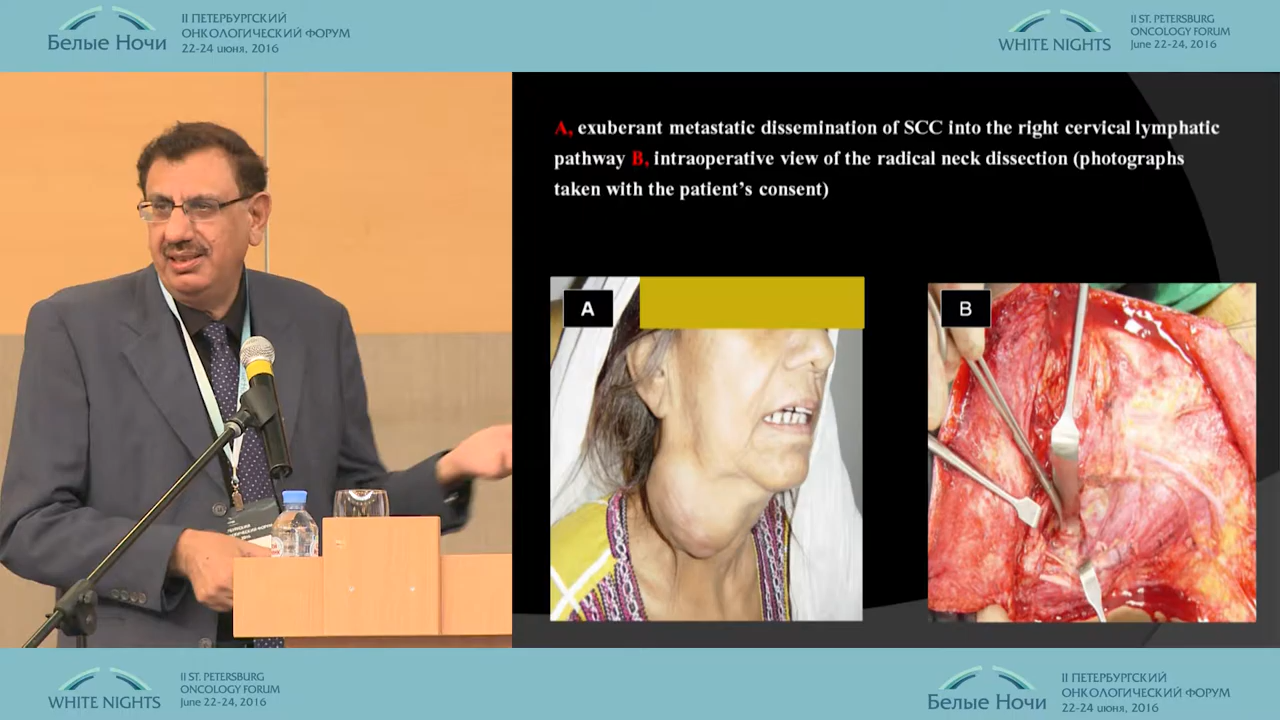 Белые Ночи
II ПЕТЕРБУРГСКИЙ
ОНКОЛОГИЧЕСКИЙ ФОРУМ
22-24 июня, 2016
WHITE NIGHTS
II ST. PETERSBURG
ONCOLOGY FORUM
June 22-24, 2016
A, exuberant metastatic dissemination of SCC into the right cervical lymphatic
pathway B, intraoperative view of the radical neck dissection (photographs
taken with the patient’s consent)
A
B
WHITE NIGHTS
II ST. PETERSBURG
ONCOLOGY FORUM
June 22-24, 2016
Белые Ночи
II ПЕТЕРБУРГСКИЙ
ОНКОЛОГИЧЕСКИЙ ФОРУМ
22-24 июня, 2016